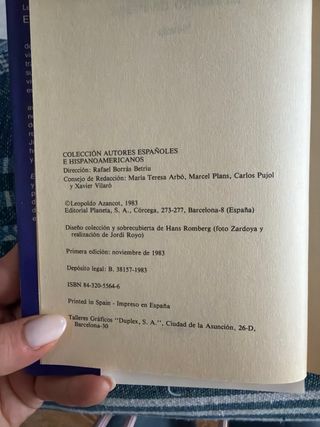 COLECCIÓN AUTORES ESPAÑOLES
E HISPANOAMERICANOS
Dirección: Rafael Borràs Betriu
Consejo de Redacción: María Teresa Arbó, Marcel Plans, Carlos Pujol
y Xavier Vilaró
©Leopoldo Azancot, 1983
Editorial Planeta, S. A., Córcega, 273-277, Barcelona-8 (España)
Diseño colección y sobrecubierta de Hans Romberg (foto Zardoya y
realización de Jordi Royo)
Primera edición: noviembre de 1983
Depósito legal: B. 38157-1983
ISBN 84-320-5564-6
Printed in Spain - Impreso en España
Talleres Gráficos "Duplex, S. A.", Ciudad de la Asunción, 26-D,
Barcelona-30